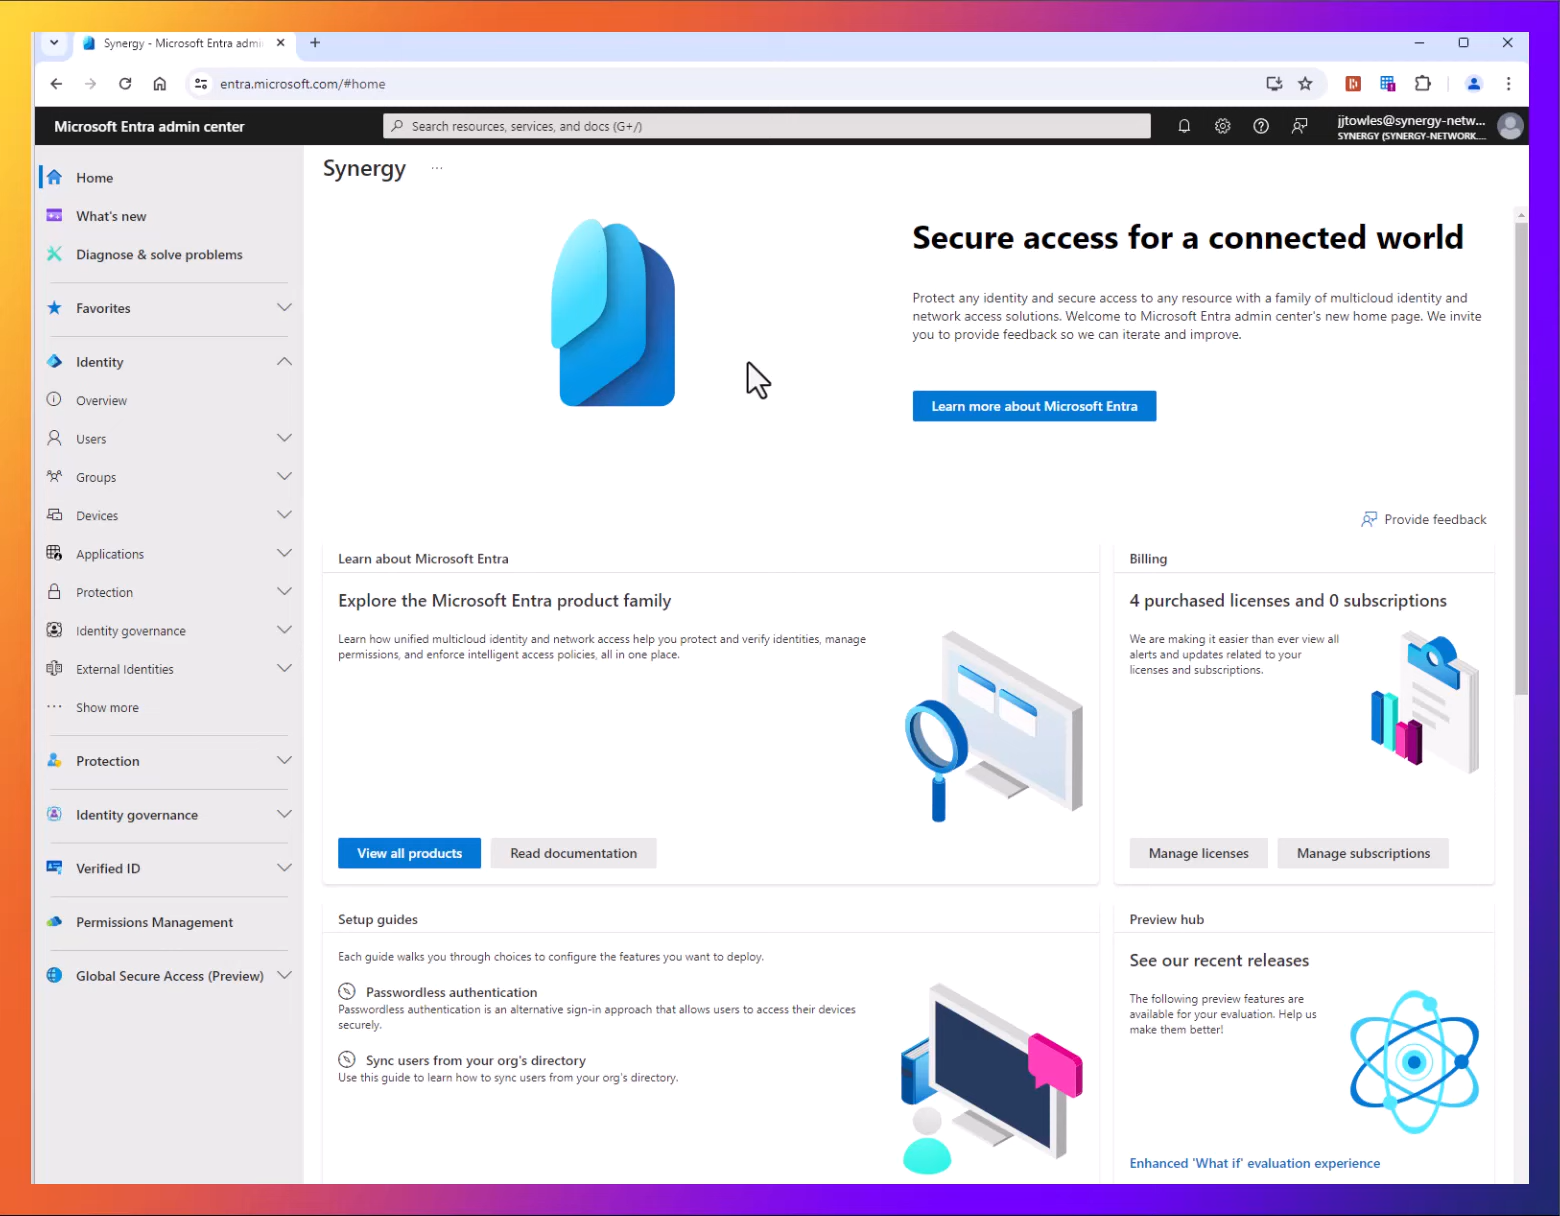 Synergy - Microsoft Entra admi
entra.microsoft.com/#home
Microsoft Entra admin center
Search resources, services, and docs (G+/)
jjtowles@synergy-netw...
SYNERGY (SYNERGY-NETWORK....
Home
What's new
Diagnose & solve problems
Favorites
Identity
Overview
Users
Groups
Devices
Applications
Protection
Identity governance
External Identities
Show more
Protection
Identity governance
Verified ID
Permissions Management
Global Secure Access (Preview)
Synergy
Secure access for a connected world
Protect any identity and secure access to any resource with a family of multicloud identity and
network access solutions. Welcome to Microsoft Entra admin center's new home page. We invite
you to provide feedback so we can iterate and improve.
Learn more about Microsoft Entra
Provide feedback
Learn about Microsoft Entra
Explore the Microsoft Entra product family
Learn how unified multicloud identity and network access help you protect and verify identities, manage
permissions, and enforce intelligent access policies, all in one place.
View all products
Read documentation
Billing
4 purchased licenses and 0 subscriptions
We are making it easier than ever view all
alerts and updates related to your
licenses and subscriptions.
Manage licenses
Manage subscriptions
Setup guides
Each guide walks you through choices to configure the features you want to deploy.
Passwordless authentication
Passwordless authentication is an alternative sign-in approach that allows users to access their devices
securely.
Sync users from your org's directory
Use this guide to learn how to sync users from your org's directory.
Preview hub
See our recent releases
The following preview features are
available for your evaluation. Help us
make them better!
Enhanced 'What if' evaluation experience